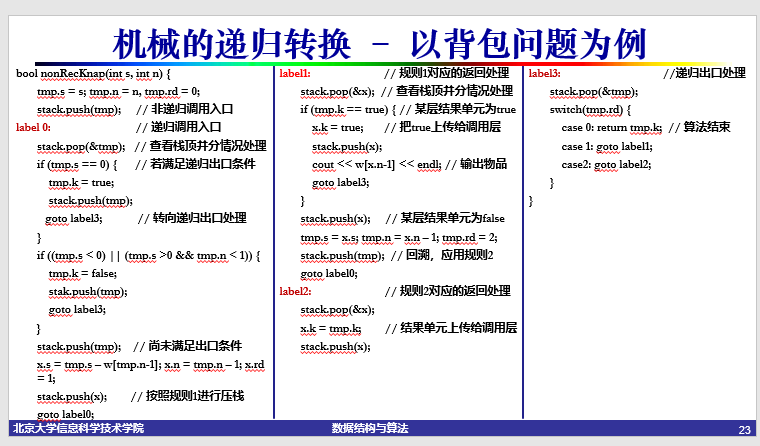 机械的递归转换 － 以背包问题为例
bool nonRecKnap(int s, int n) {
tmp.s = s; tmp.n = n, tmp.rd = 0;
stack.push(tmp); // 非递归调用入口
label 0: // 递归调用入口
stack.pop(&tmp); // 查看栈顶并分情况处理
if (tmp.s == 0) { // 若满足递归出口条件
tmp.k = true;
stack.push(tmp);
goto label3; // 转向递归出口处理
}
if ((tmp.s < 0) || (tmp.s >0 && tmp.n < 1)) {
tmp.k = false;
stak.push(tmp);
goto label3;
}
stack.push(tmp); // 尚未满足出口条件
x.s = tmp.s – w[tmp.n-1]; x.n = tmp.n – 1; x.rd
= 1;
stack.push(x); // 按照规则1进行压栈
goto label0;
label1: // 规则1对应的返回处理
stack.pop(&x); // 查看栈顶并分情况处理
if (tmp.k == true) { // 某层结果单元为true
x.k = true; // 把true上传给调用层
stack.push(x);
cout << w[x.n-1] << endl; // 输出物品
goto label3;
}
stack.push(x); // 某层结果单元为false
tmp.s = x.s; tmp.n = x.n – 1; tmp.rd = 2;
stack.push(tmp); // 回溯，应用规则2
goto label0;
label2: // 规则2对应的返回处理
stack.pop(&x);
x.k = tmp.k; // 结果单元上传给调用层
stack.push(x);
label3: //递归出口处理
stack.pop(&tmp);
switch(tmp.rd) {
case 0: return tmp.k; // 算法结束
case 1: goto label1;
case2: goto label2;
}
}
北京大学信息科学技术学院
数据结构与算法
23